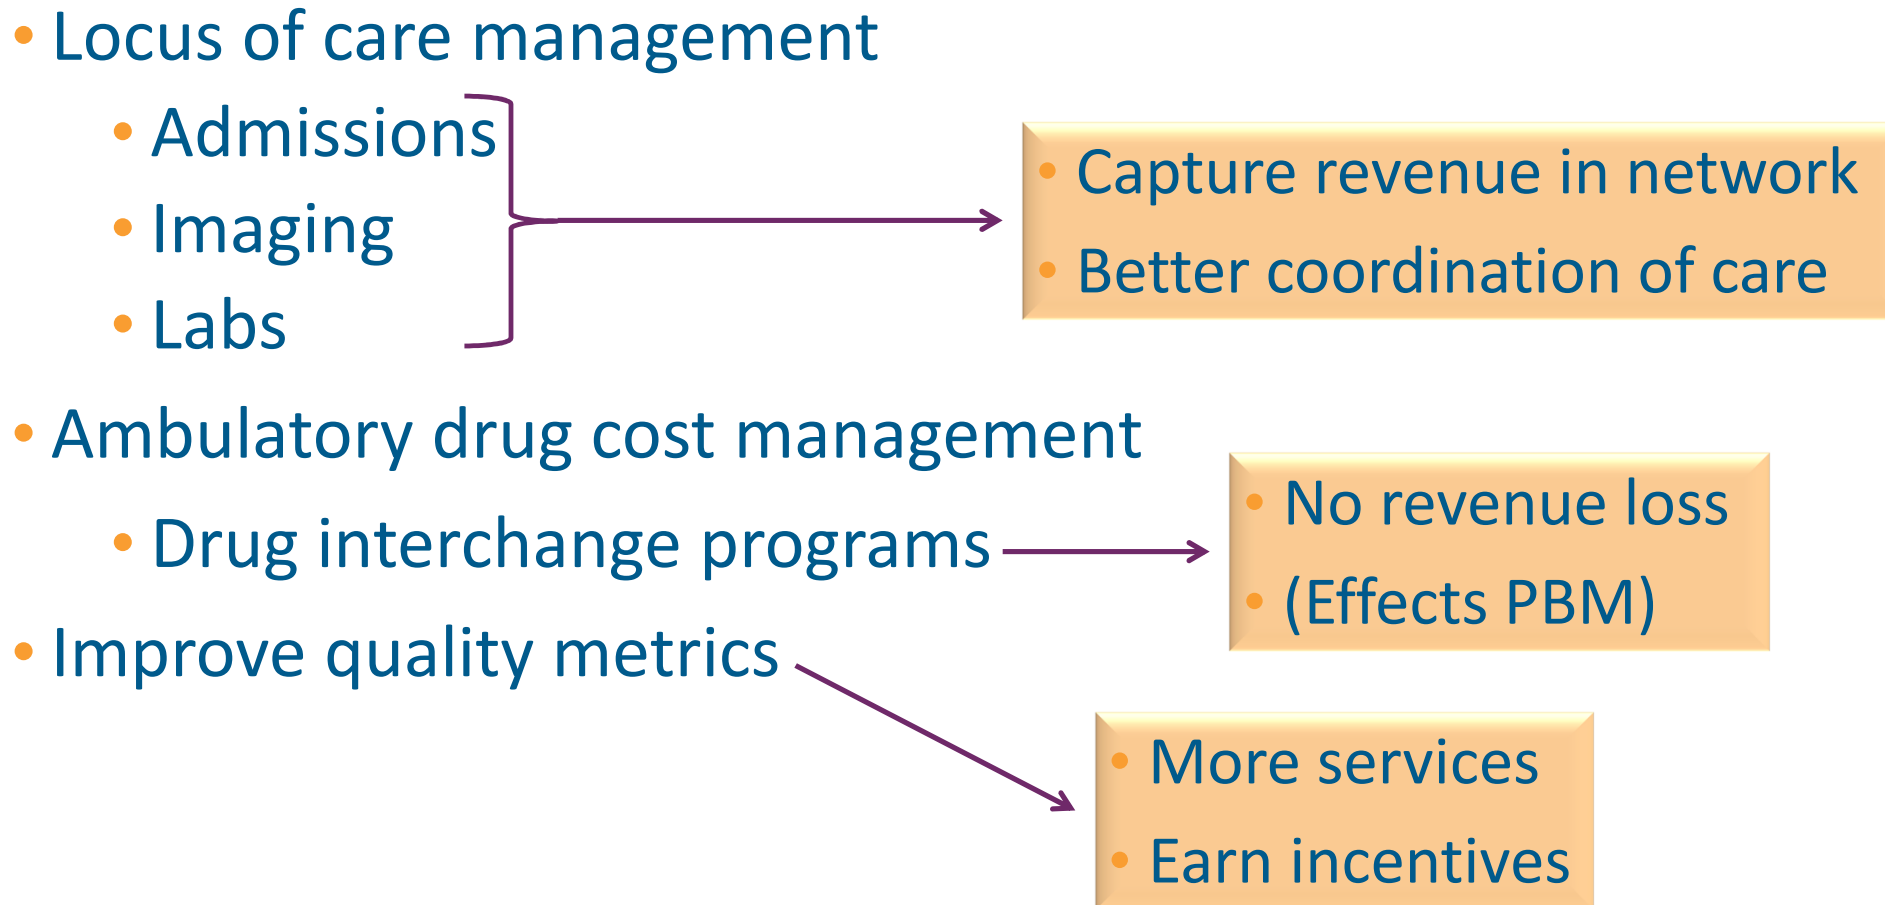 • Locus of care management
• Admissions
• Imaging
• Labs
• Capture revenue in network
• Better coordination of care
• Ambulatory drug cost management
• Drug interchange programs
• No revenue loss
• (Effects PBM)
• Improve quality metrics
• More services
• Earn incentives